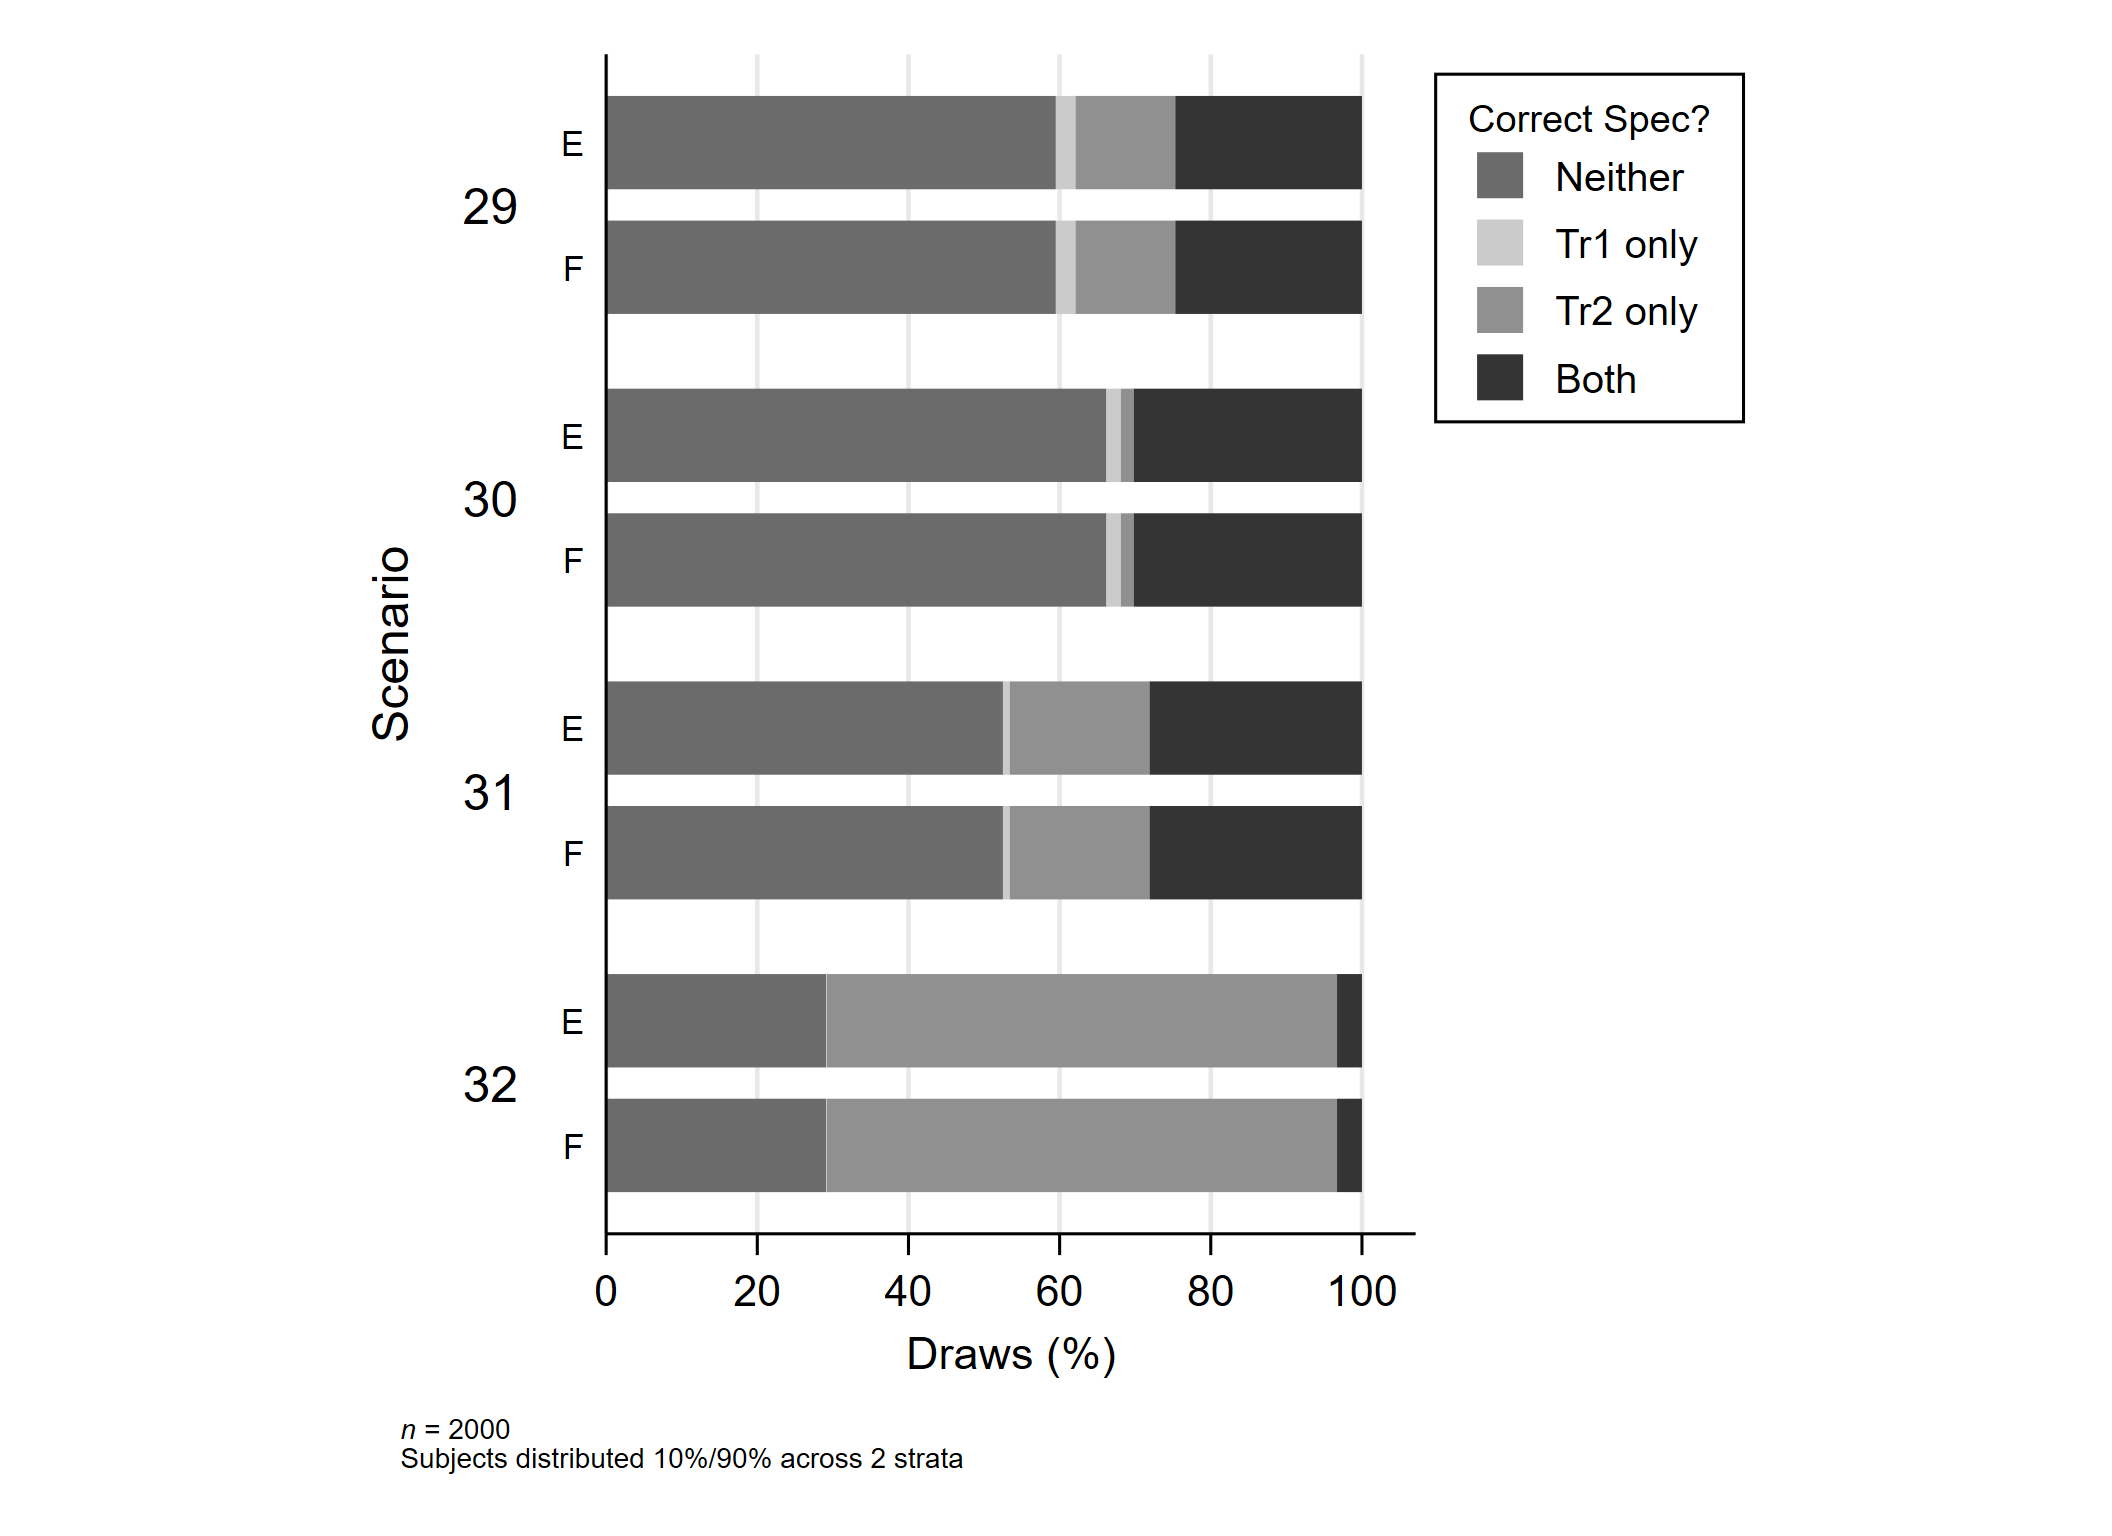 Correct Spec?
Neither
Tr1 only
Tr2 only
Both
Scenario
29
E
F
30
E
F
31
E
F
32
E
F
0 20 40 60 80 100
Draws (%)
n = 2000
Subjects distributed 10%/90% across 2 strata